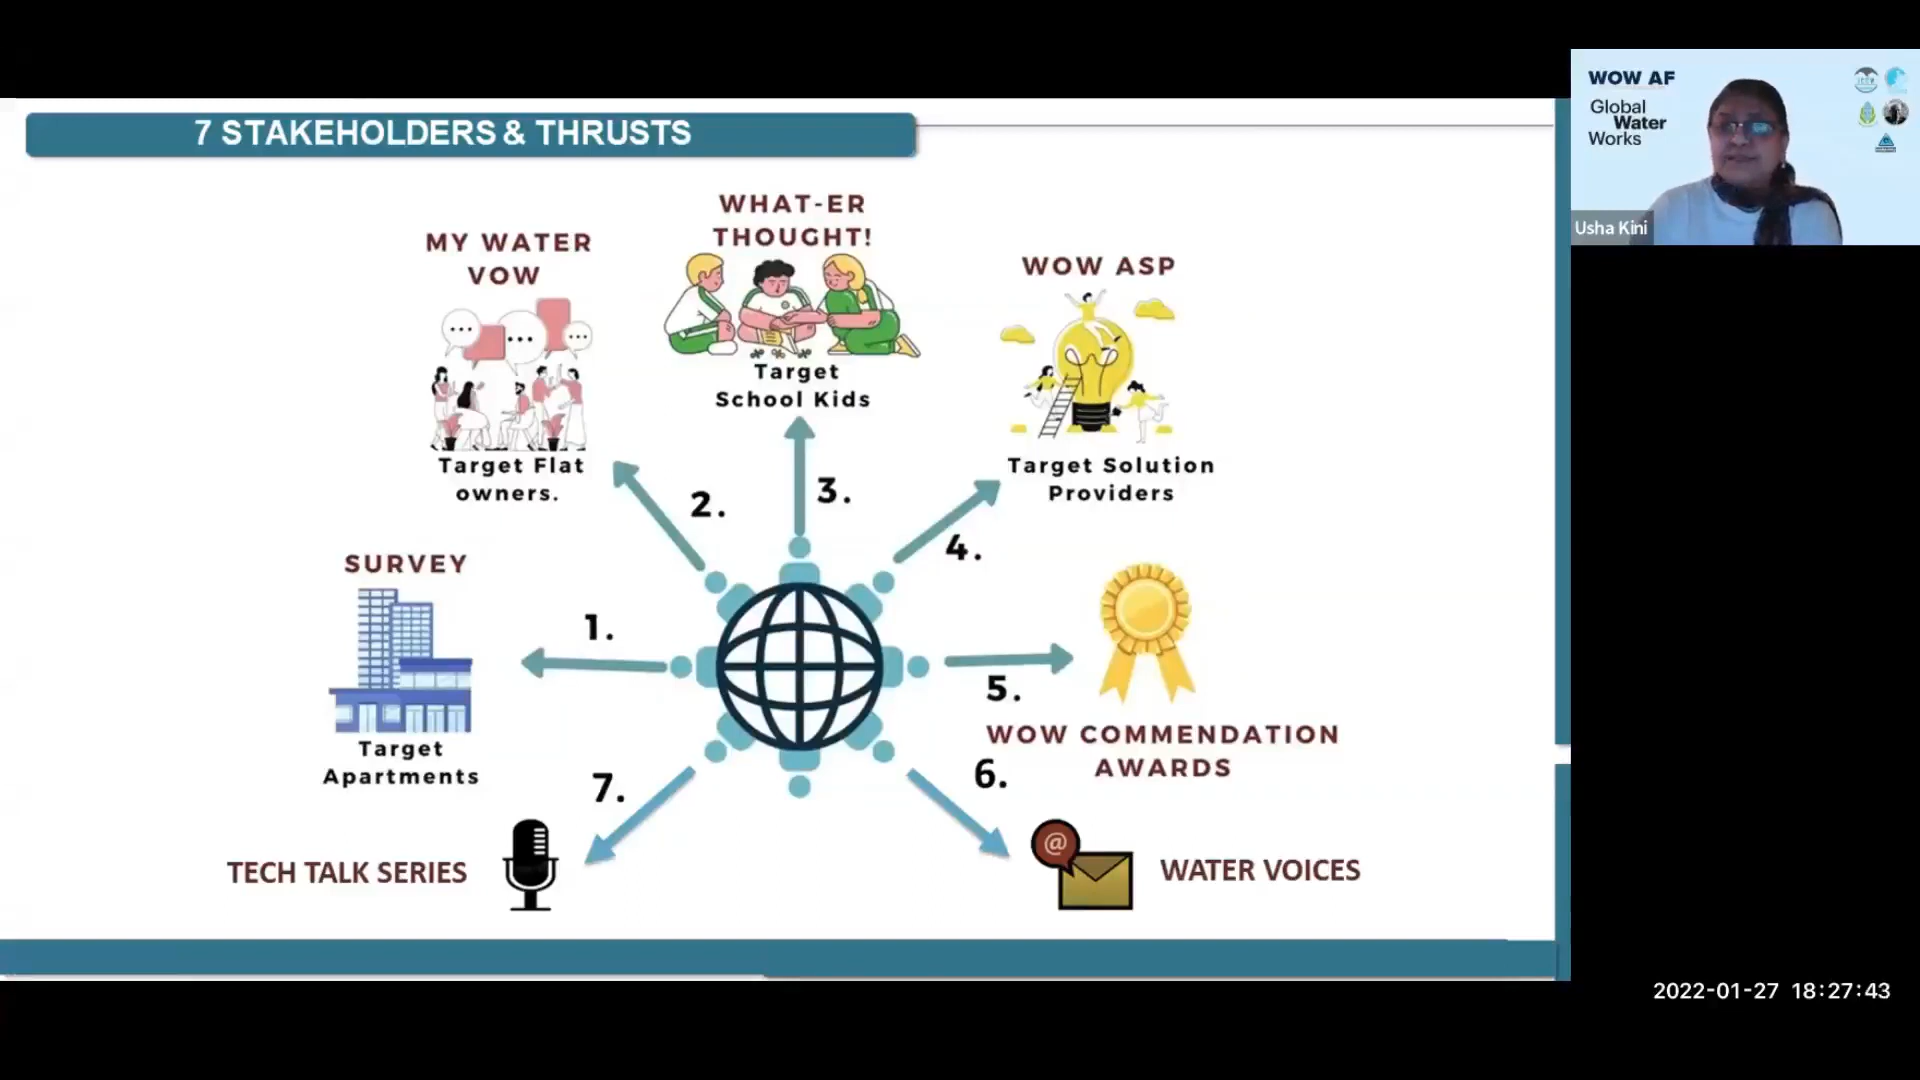 7 STAKEHOLDERS & THRUSTS
WOW AF
Global
Water
Works
Usha Kini
MY WATER
VOW
Target Flat
owners.
WHAT-ER
THOUGHT!
Target
School Kids
WOW ASP
Target Solution
Providers
2.
3.
4.
SURVEY
Target
Apartments
1.
5.
WOW COMMENDATION
AWARDS
7.
6.
TECH TALK SERIES
@
WATER VOICES
2022-01-27 18:27:43